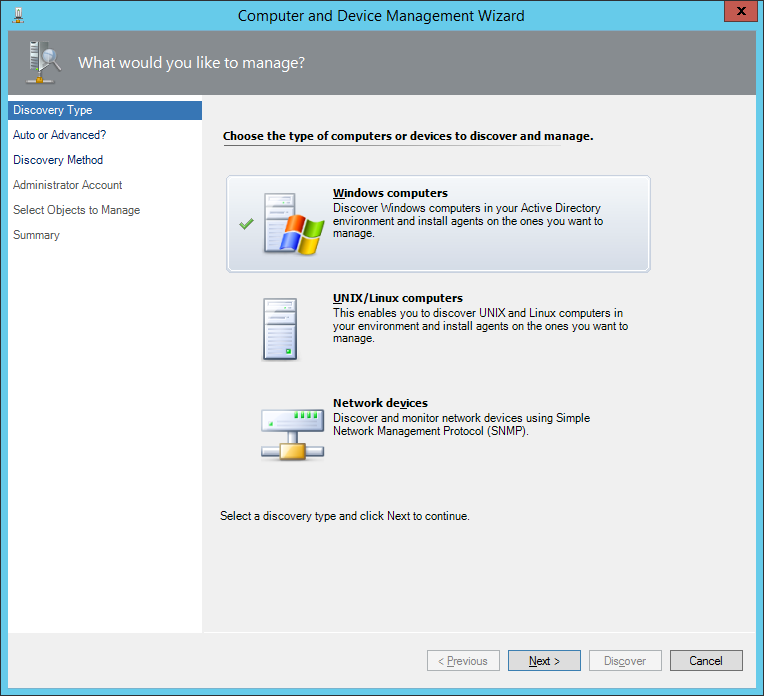 Computer and Device Management Wizard
x
What would you like to manage?
Discovery Type
Auto or Advanced?
Discovery Method
Administrator Account
Select Objects to Manage
Summary
Choose the type of computers or devices to discover and manage.
Windows computers
Discover Windows computers in your Active Directory
environment and install agents on the ones you want to
manage.
UNIX/Linux computers
This enables you to discover UNIX and Linux computers in
your environment and install agents on the ones you want to
manage.
Network devices
Discover and monitor network devices using Simple
Network Management Protocol (SNMP).
Select a discovery type and click Next to continue.
< Previous
Next >
Discover
Cancel